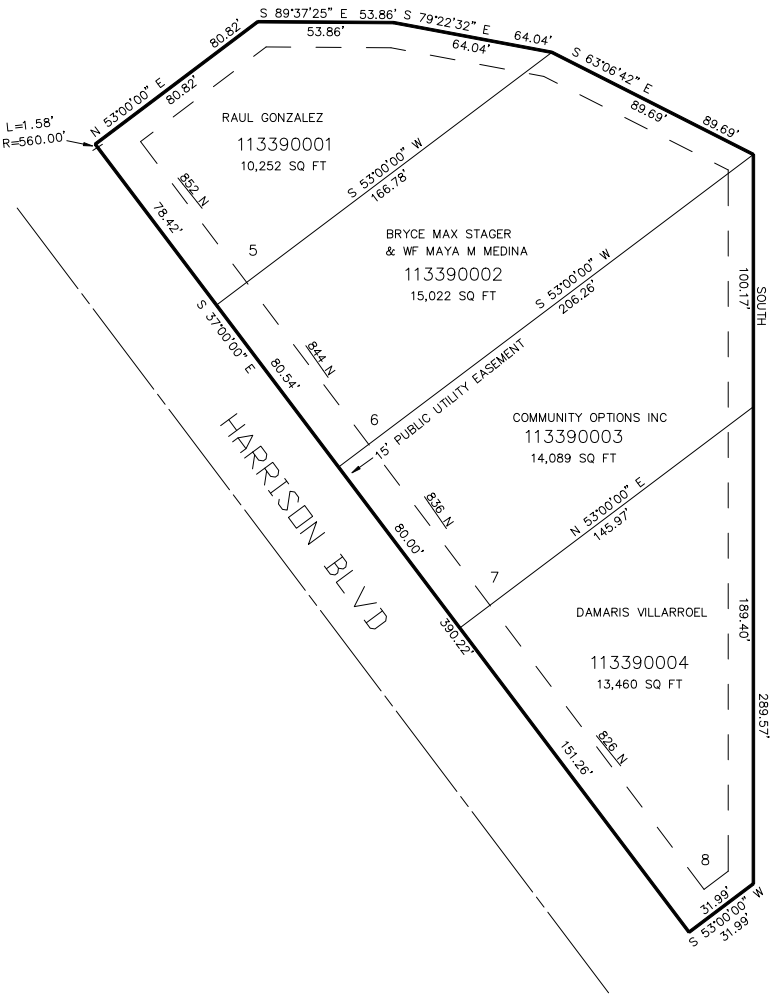 S 89°37'25" E 53.86'
S 79°22'32" E 64.04'
53.86'
64.04'
80.82'
N 53°00'00" E
80.82'
S 63°06'42" E
89.69'
89.69'
L=1.58'
R=560.00'
RAUL GONZALEZ
113390001
10,252 SQ FT
852 N
78.42'
5
S 53°00'00" W
166.78'
BRYCE MAX STAGER
& WF MAYA M MEDINA
113390002
15,022 SQ FT
S 53°00'00" W
206.26'
100.17'
SOUTH
S 37°00'00" E
80.54'
844 N
6
15' PUBLIC UTILITY EASEMENT
COMMUNITY OPTIONS INC
113390003
14,089 SQ FT
HARRISON BLVD
836 N
80.00'
7
N 53°00'00" E
145.97'
390.22'
DAMARIS VILLARROEL
113390004
13,460 SQ FT
189.40'
289.57'
826 N
151.26'
8
31.99'
S 53°00'00" W
31.99'